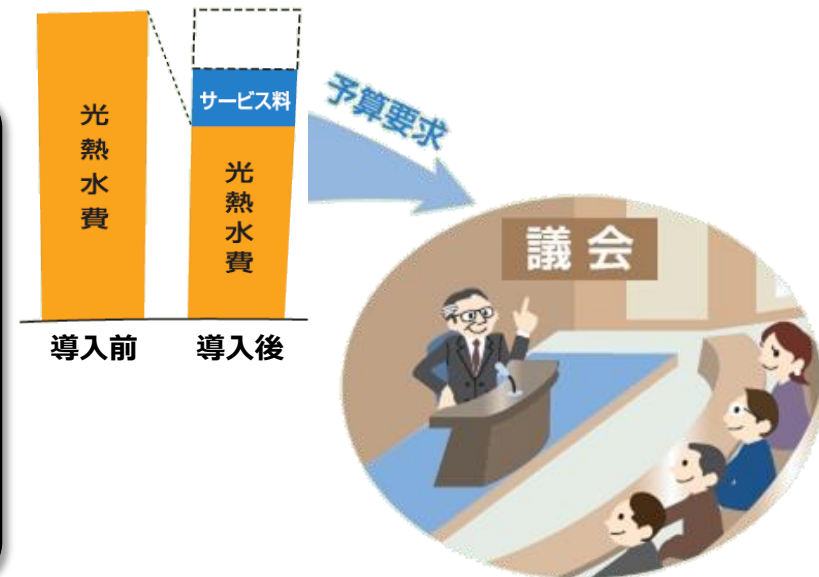 光熱水費
サービス料
光熱水費
導入前
導入後
予算要求
議会